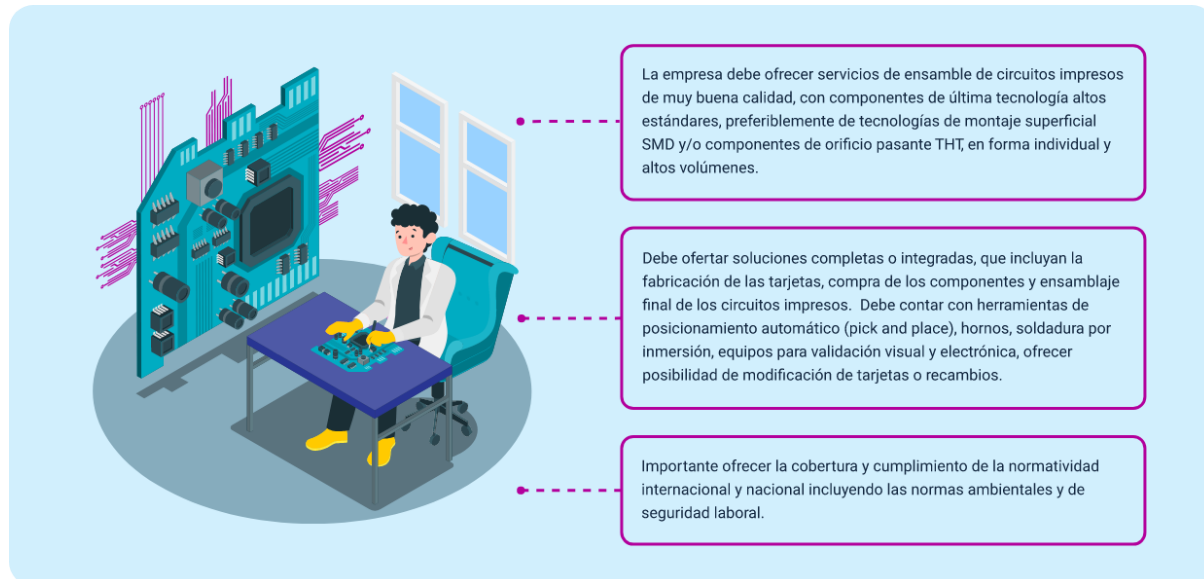 La empresa debe ofrecer servicios de ensamble de circuitos impresos
de muy buena calidad, con componentes de última tecnología altos
estándares, preferiblemente de tecnologías de montaje superficial
SMD y/o componentes de orificio pasante THT, en forma individual y
altos volúmenes.
Debe ofertar soluciones completas o integradas, que incluyan la
fabricación de las tarjetas, compra de los componentes y ensamblaje
final de los circuitos impresos. Debe contar con herramientas de
posicionamiento automático (pick and place), hornos, soldadura por
inmersión, equipos para validación visual y electrónica, ofrecer
posibilidad de modificación de tarjetas o recambios.
Importante ofrecer la cobertura y cumplimiento de la normatividad
internacional y nacional incluyendo las normas ambientales y de
seguridad laboral.